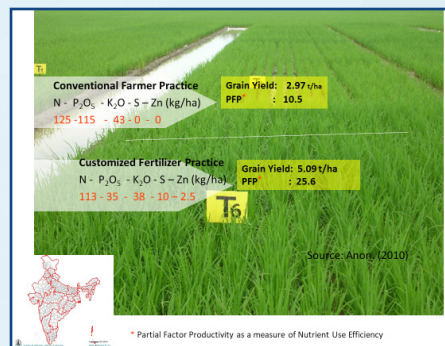 T₁
Conventional Farmer Practice
N - P₂O₅ - K₂O - S – Zn (kg/ha)
125 -115 - 43 - 0 - 0
Grain Yield: 2.97 t/ha
PFP* : 10.5
Customized Fertilizer Practice
N - P₂O₅ - K₂O - S – Zn (kg/ha)
113 - 35 - 38 - 10 – 2.5
Grain Yield: 5.09 t/ha
PFP* : 25.6
T6
Source: Anon. (2010)
* Partial Factor Productivity as a measure of Nutrient Use Efficiency